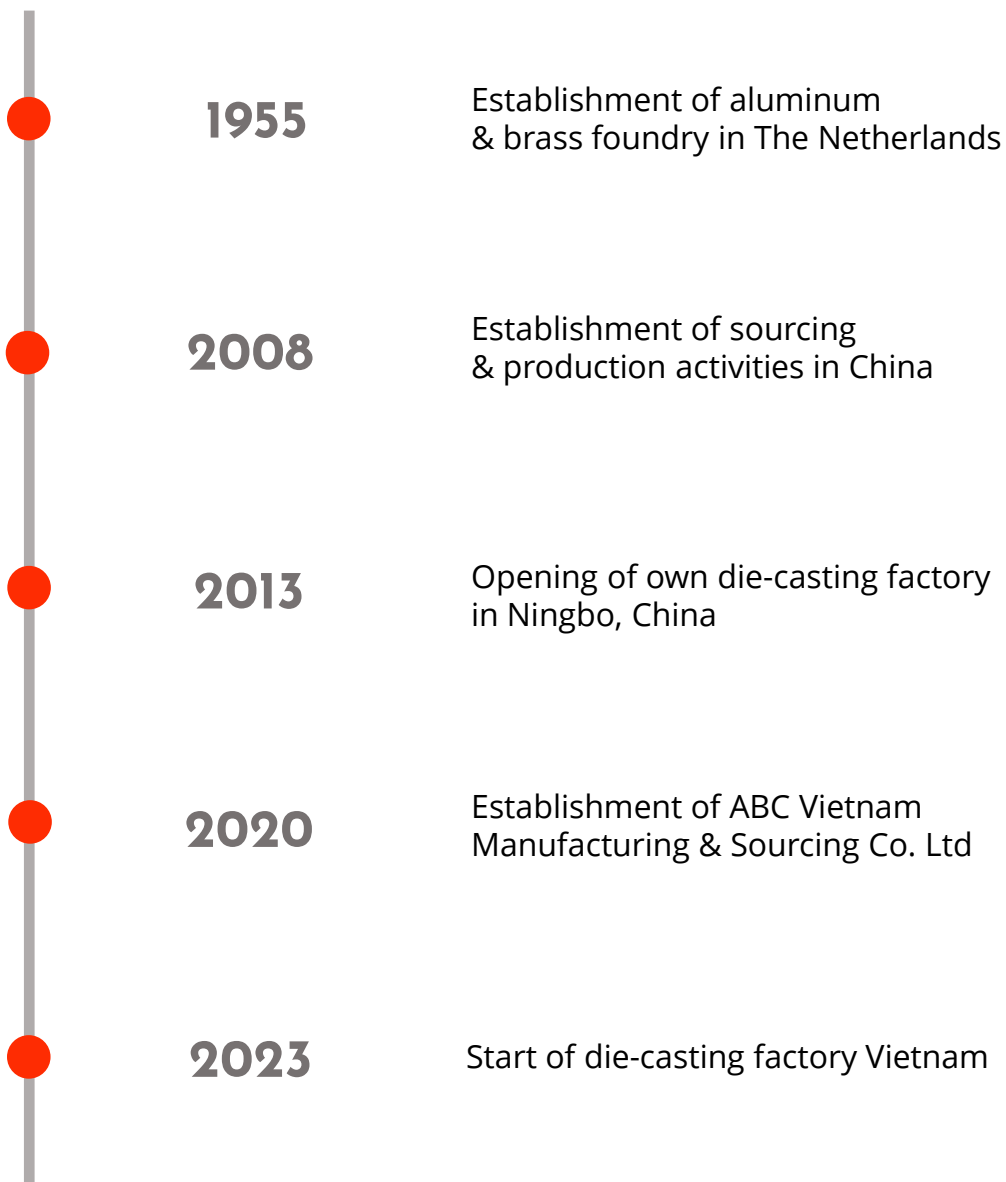 1955
Establishment of aluminum
& brass foundry in The Netherlands
2008
Establishment of sourcing
& production activities in China
2013
Opening of own die-casting factory
in Ningbo, China
2020
Establishment of ABC Vietnam
Manufacturing & Sourcing Co. Ltd
2023
Start of die-casting factory Vietnam